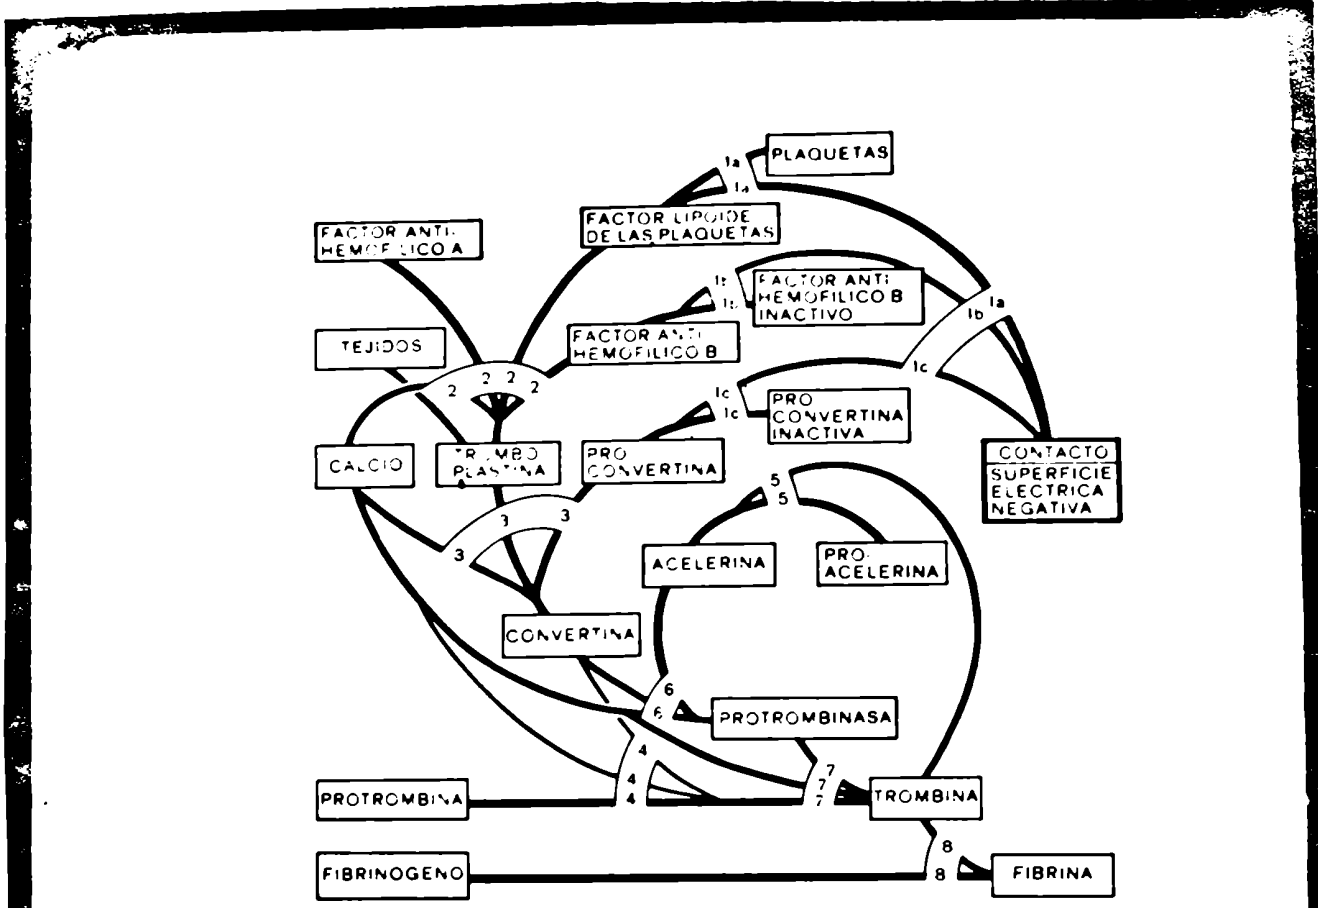 PLAQUETAS
1a
1a
FACTOR LIPOIDE
DE LAS PLAQUETAS
FACTOR ANTI-
HEMOFILICO A
1b
1b
FACTOR ANTI
HEMOFILICO B
INACTIVO
1a
1b
1c
TEJIDOS
FACTOR ANTI
HEMOFILICO B
2 2 2 2
1c
1c
PRO
CONVERTINA
INACTIVA
CALCIO
TROMBO
PLASTINA
PRO
CONVERTINA
CONTACTO
SUPERFICIE
ELECTRICA
NEGATIVA
5
5
3 3 3
ACELERINA
PRO-
ACELERINA
CONVERTINA
6
6
PROTROMBINASA
4
4
4
7
7
7
PROTROMBINA
TROMBINA
8
8
FIBRINOGENO
FIBRINA